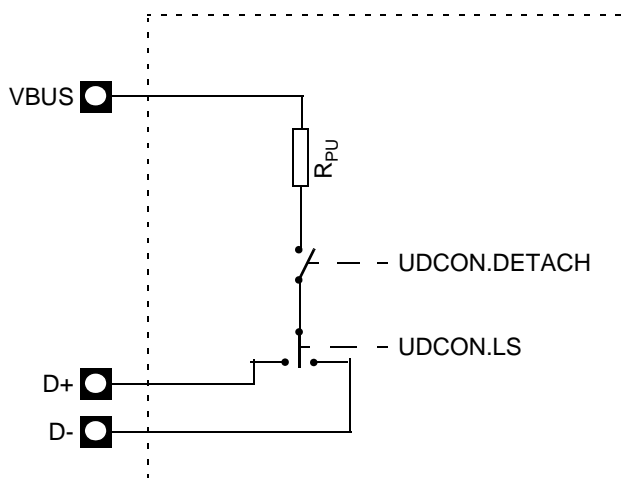 VBUS
RPU
UDCON.DETACH
UDCON.LS
D+
D-